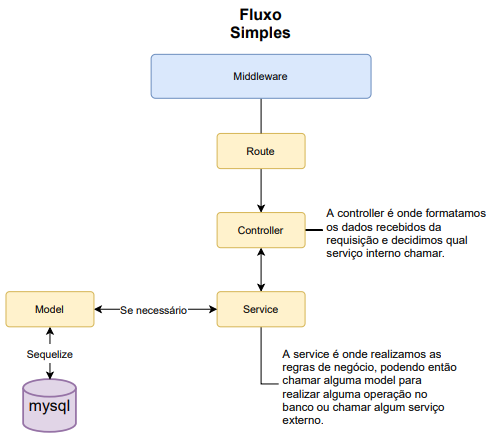 Fluxo
Simples
Middleware
Route
Controller
A controller é onde formatamos
os dados recebidos da
requisição e decidimos qual
serviço interno chamar.
Model
Se necessário
Service
Sequelize
mysql
A service é onde realizamos as
regras de negócio, podendo então
chamar alguma model para
realizar alguma operação no
banco ou chamar algum serviço
externo.